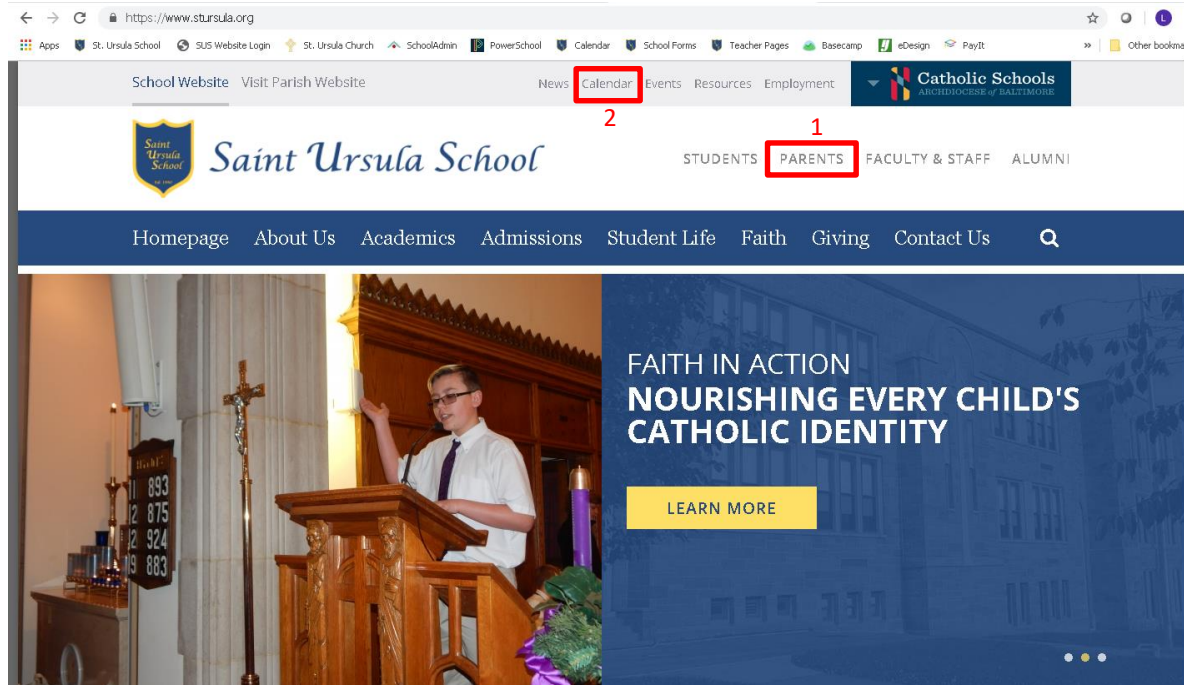 https://www.stursula.org
Apps St. Ursula School SUS Website Login St. Ursula Church SchoolAdmin PowerSchool Calendar School Forms Teacher Pages Basecamp eDesign PayIt » Other bookma
School Website Visit Parish Website News Calendar Events Resources Employment Catholic Schools
ARCHDIOCESE of BALTIMORE
2
1
Saint
Ursula
School
Saint Ursula School
STUDENTS PARENTS FACULTY & STAFF ALUMNI
Homepage About Us Academics Admissions Student Life Faith Giving Contact Us
FAITH IN ACTION
NOURISHING EVERY CHILD'S
CATHOLIC IDENTITY
LEARN MORE
893
875
924
883